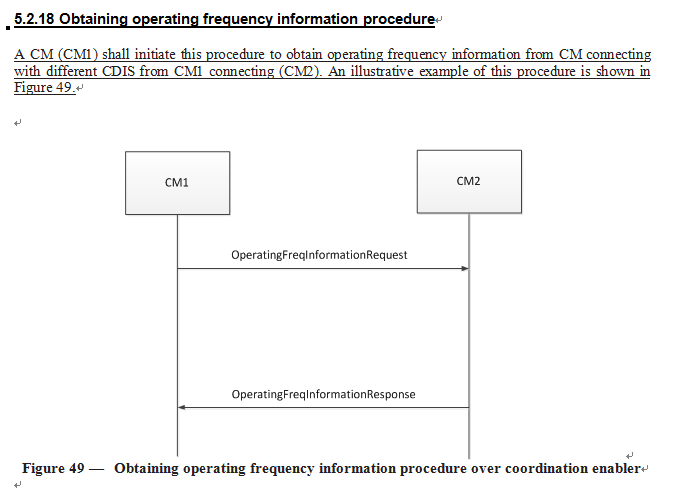 5.2.18 Obtaining operating frequency information procedure
A CM (CM1) shall initiate this procedure to obtain operating frequency information from CM connecting
with different CDIS from CM1 connecting (CM2). An illustrative example of this procedure is shown in
Figure 49.
CM1
CM2
OperatingFreqInformationRequest
OperatingFreqInformationResponse
Figure 49 — Obtaining operating frequency information procedure over coordination enabler